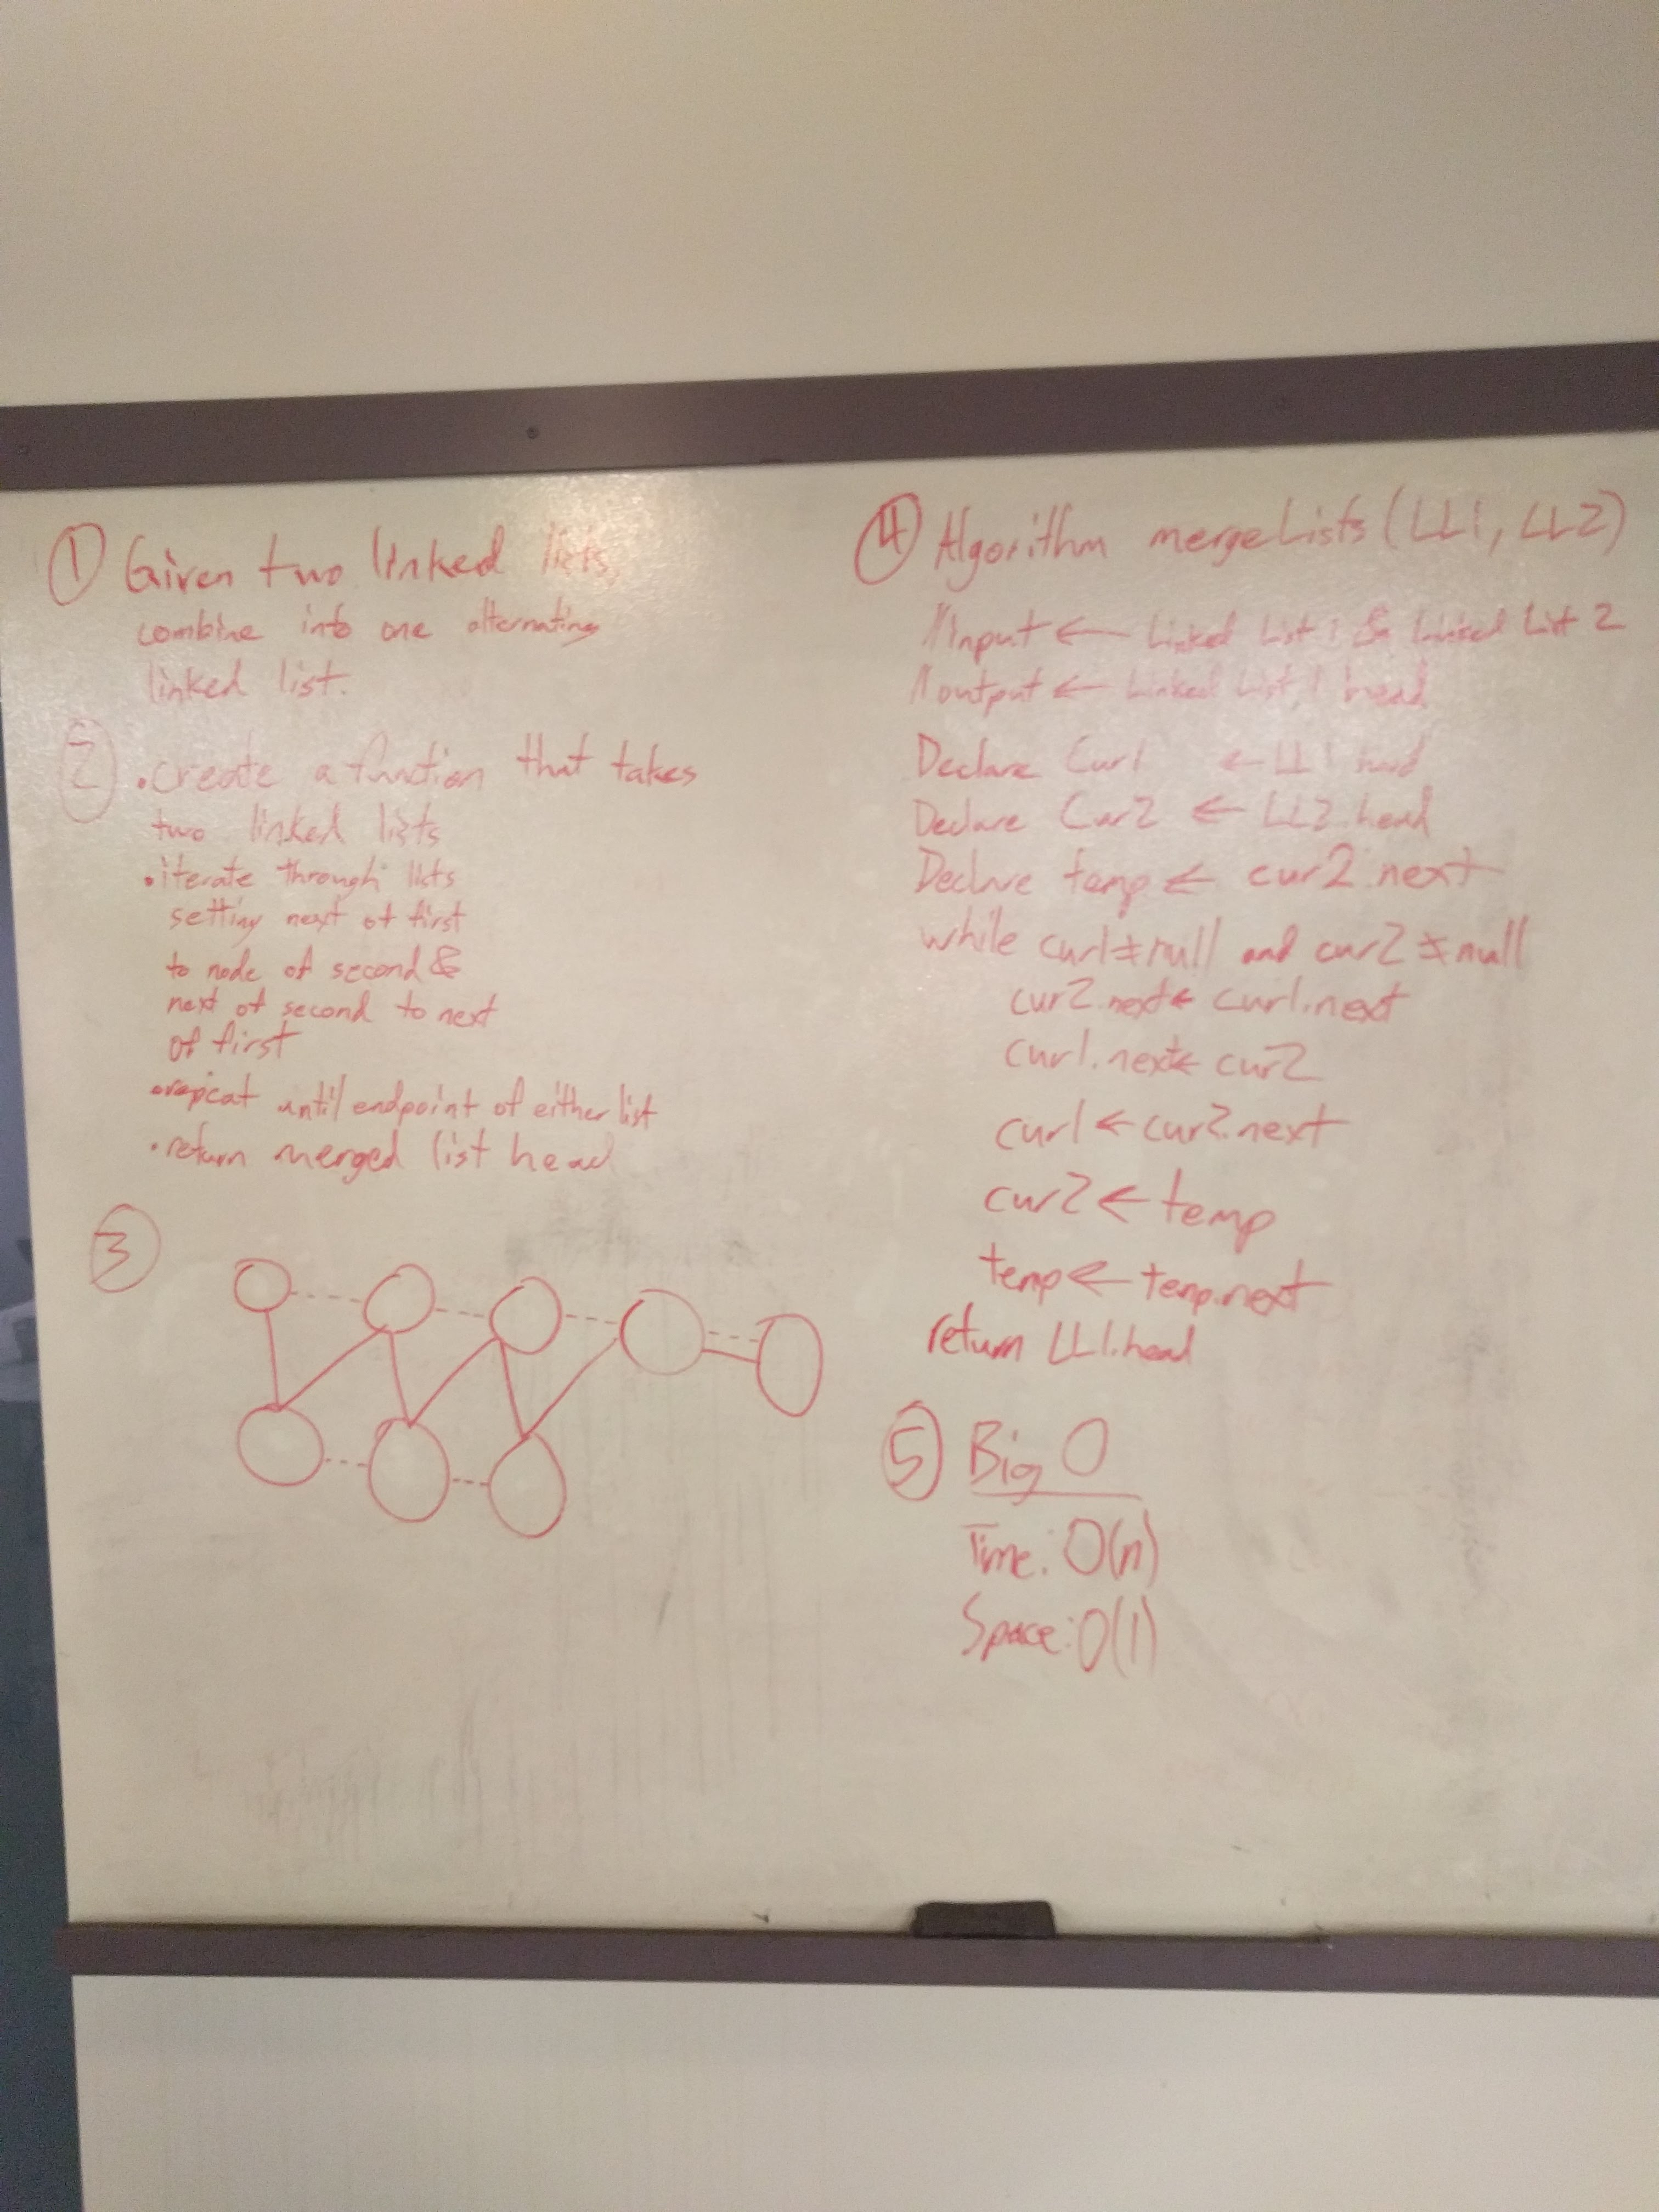 ① Given two linked lists,
combine into one alternating
linked list.
② • create a function that takes
two linked lists
• iterate through lists
setting next of first
to node of second &
next of second to next
of first
• repeat until endpoint of either list
• return merged list head
③
④ Algorithm mergeLists(LL1, LL2)
//input ← Linked List 1 & Linked List 2
//output ← Linked List 1 head
Declare Cur1 ← LL1.head
Declare Cur2 ← LL2.head
Declare temp ← cur2.next
while cur1≠null and cur2≠null
cur2.next← cur1.next
cur1.next← cur2
cur1 ← cur2.next
cur2 ← temp
temp ← temp.next
return LL1.head
⑤ Big O
Time: O(n)
Space: O(1)